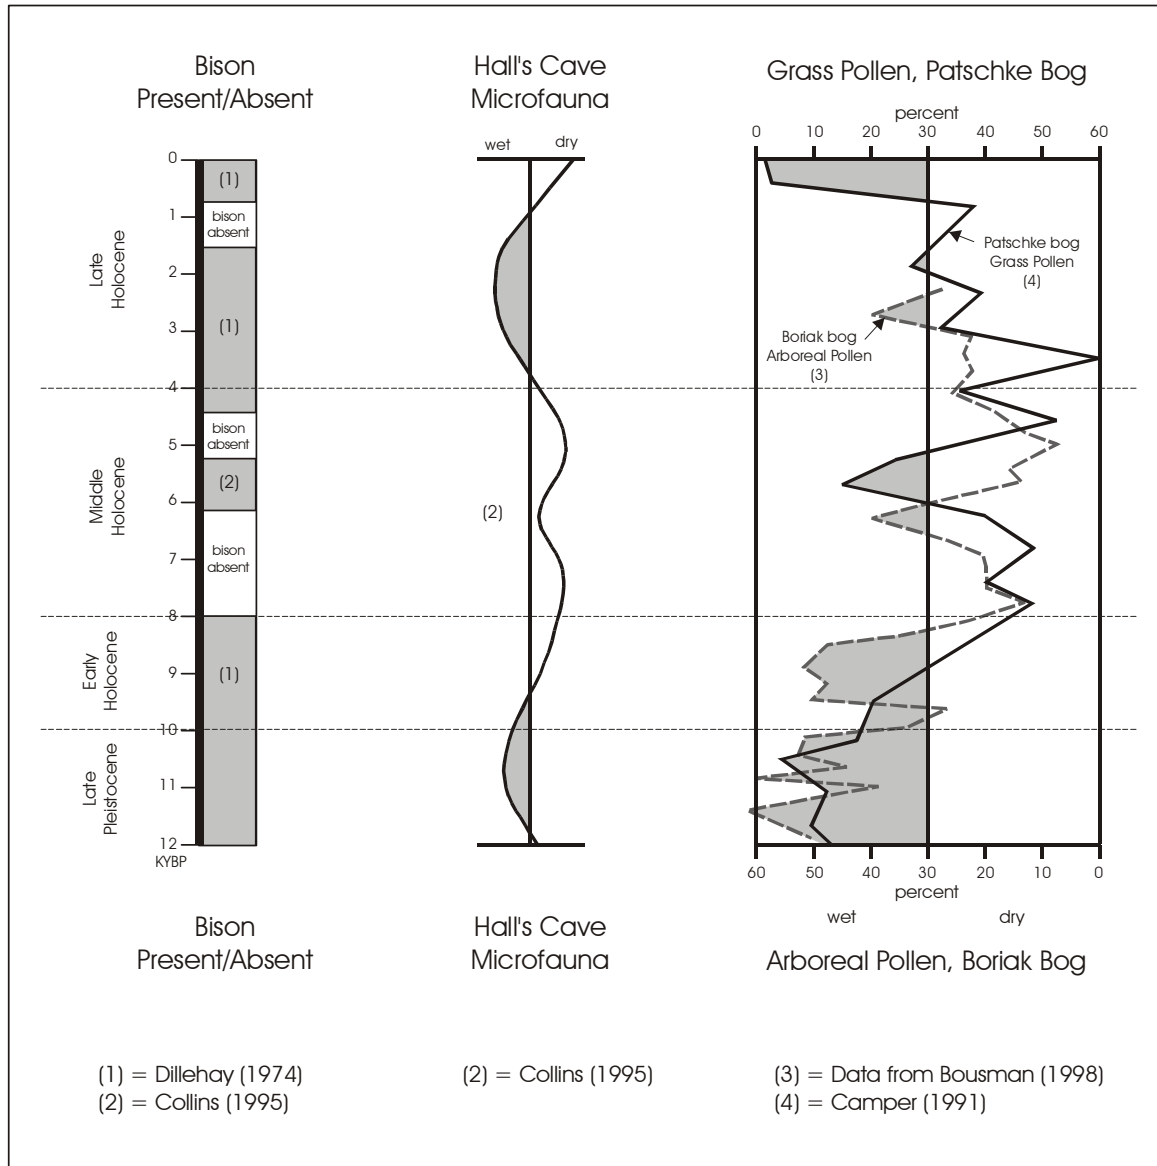 Bison
Present/Absent
Hall's Cave
Microfauna
Grass Pollen, Patschke Bog
percent
0 10 20 30 40 50 60
wet dry
0
1
2
3
4
5
6
7
8
9
10
11
12
KYBP
Late
Holocene
Middle
Holocene
Early
Holocene
Late
Pleistocene
(1)
bison
absent
(1)
bison
absent
(2)
bison
absent
(1)
(2)
Patschke bog
Grass Pollen
(4)
Boriak bog
Arboreal Pollen
(3)
60 50 40 30 20 10 0
percent
wet dry
Bison
Present/Absent
Hall's Cave
Microfauna
Arboreal Pollen, Boriak Bog
(1) = Dillehay (1974)
(2) = Collins (1995)
(2) = Collins (1995)
(3) = Data from Bousman (1998)
(4) = Camper (1991)